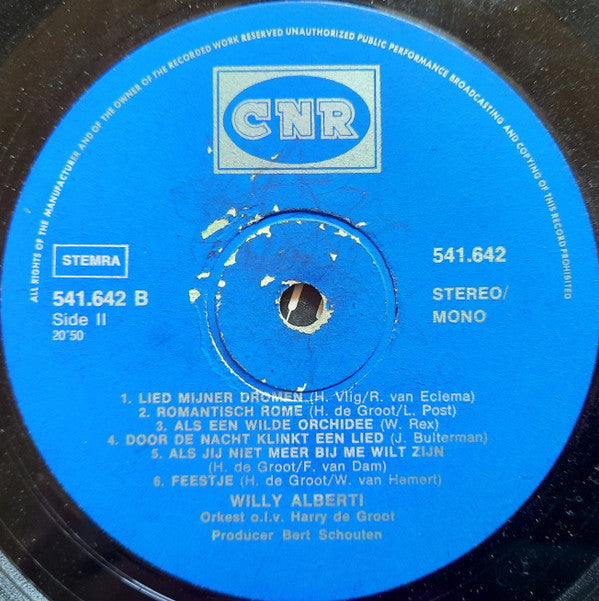 ALL RIGHTS OF THE MANUFACTURER AND OF THE OWNER OF THE RECORDED WORK RESERVED UNAUTHORIZED PUBLIC PERFORMANCE BROADCASTING AND COPYING OF THIS RECORD PROHIBITED
CNR
STEMRA
541.642 B
Side II
20'50
541.642
STEREO/
MONO
1. LIED MIJNER DROMEN (H. Vlig/R. van Eclema)
2. ROMANTISCH ROME (H. de Groot/L. Post)
3. ALS EEN WILDE ORCHIDEE (W. Rex)
4. DOOR DE NACHT KLINKT EEN LIED (J. Bulterman)
5. ALS JIJ NIET MEER BIJ ME WILT ZIJN
(H. de Groot/F. van Dam)
6. FEESTJE (H. de Groot/W. van Hemert)
WILLY ALBERTI
Orkest o.l.v. Harry de Groot
Producer Bert Schouten